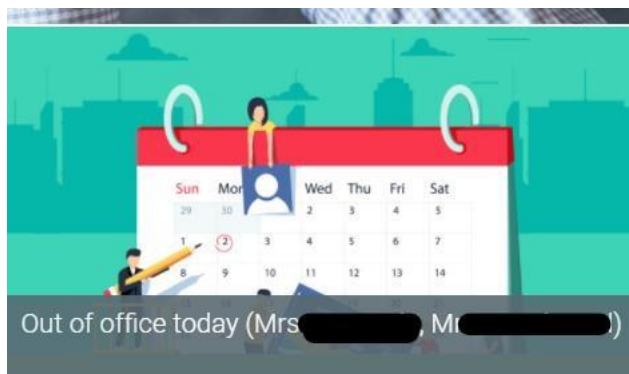 Sun Mon Wed Thu Fri Sat
29 30 2 3 4 5
1 2 3 4 5 6 7
8 9 10 11 12 13 14
Out of office today (Mrs , Mr )